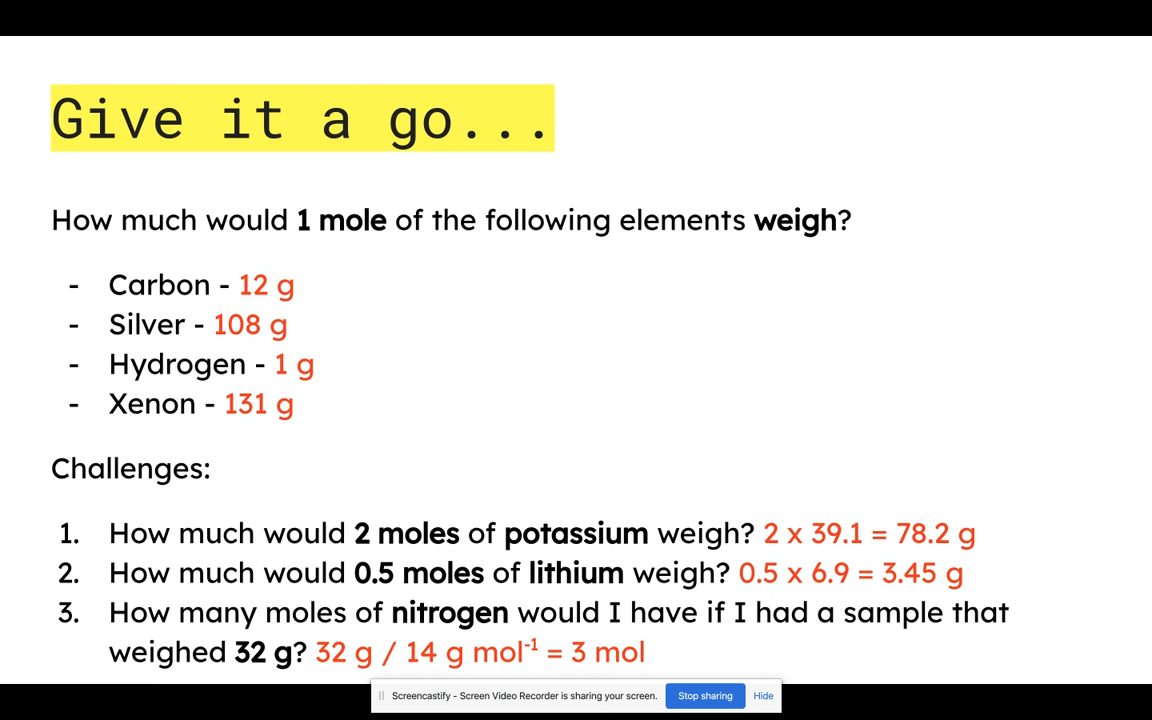 Give it a go...
How much would 1 mole of the following elements weigh?
- Carbon - 12 g
- Silver - 108 g
- Hydrogen - 1 g
- Xenon - 131 g
Challenges:
1. How much would 2 moles of potassium weigh? 2 x 39.1 = 78.2 g
2. How much would 0.5 moles of lithium weigh? 0.5 x 6.9 = 3.45 g
3. How many moles of nitrogen would I have if I had a sample that
weighed 32 g? 32 g / 14 g mol⁻¹ = 3 mol
Screencastify - Screen Video Recorder is sharing your screen. Stop sharing Hide